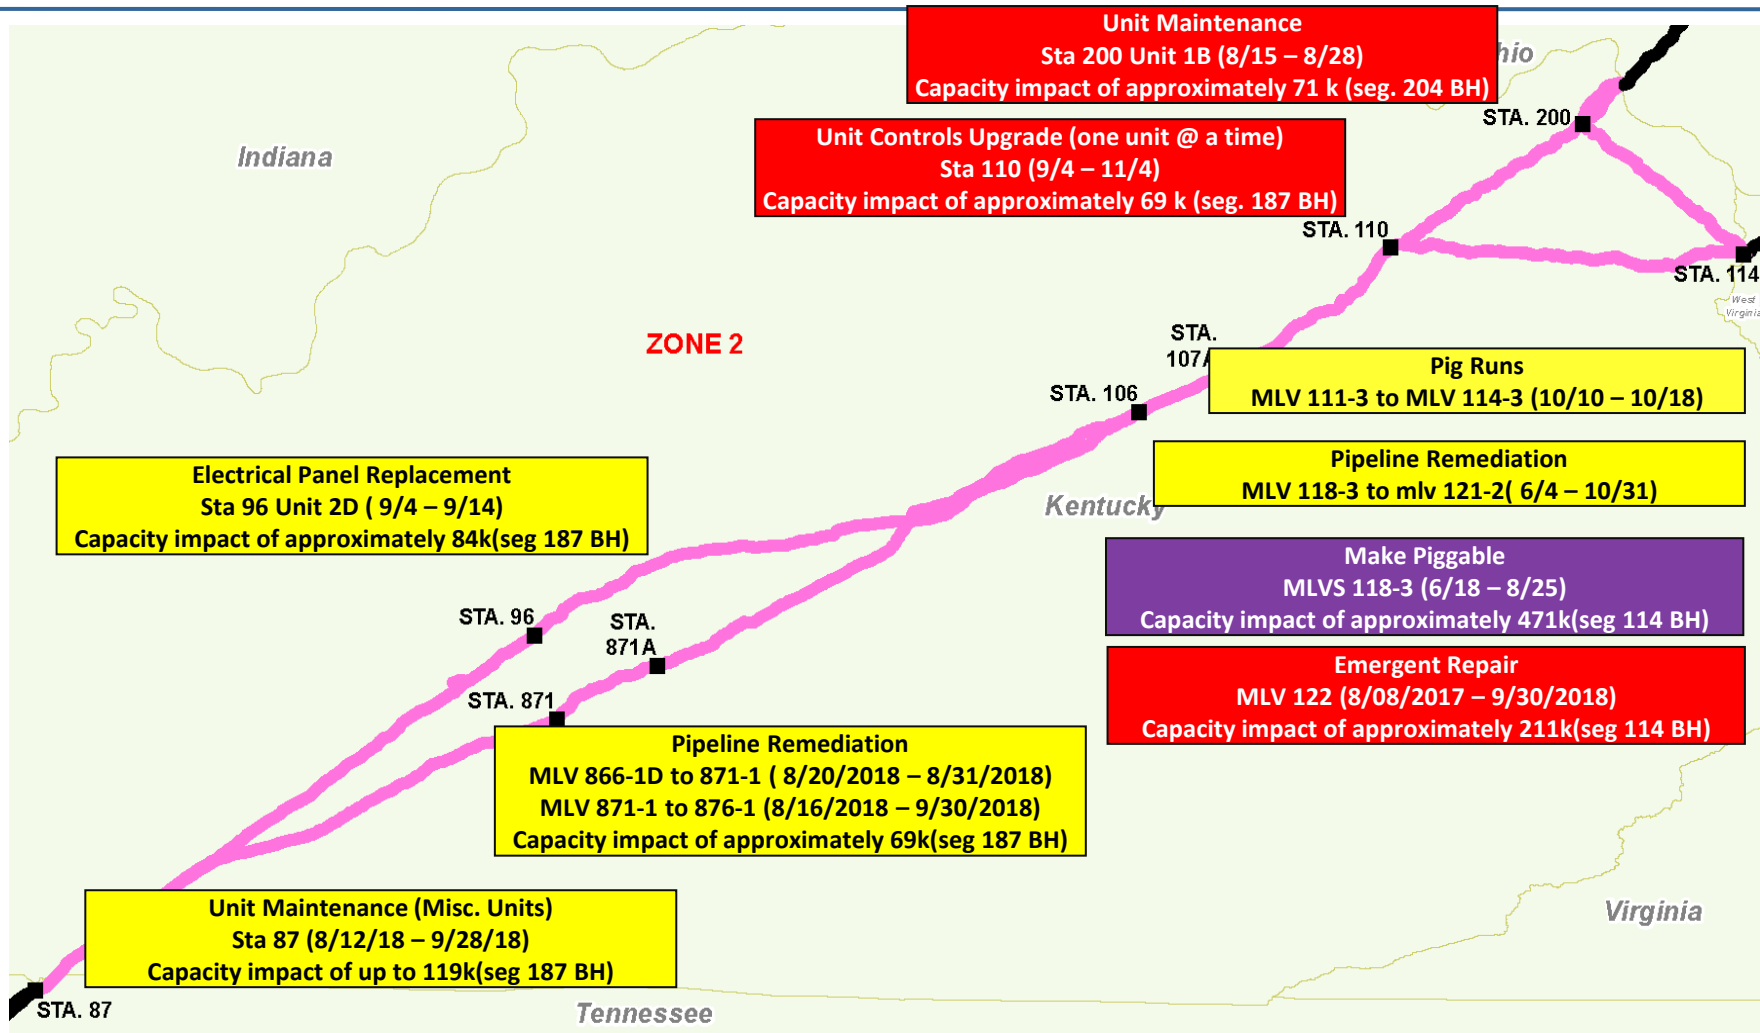 Unit Maintenance
Sta 200 Unit 1B (8/15 – 8/28)
Capacity impact of approximately 71 k (seg. 204 BH)
hio
STA. 200
Indiana
Unit Controls Upgrade (one unit @ a time)
Sta 110 (9/4 – 11/4)
Capacity impact of approximately 69 k (seg. 187 BH)
STA. 110
STA. 114
West
Virginia
ZONE 2
STA.
107A
Pig Runs
MLV 111-3 to MLV 114-3 (10/10 – 10/18)
STA. 106
Pipeline Remediation
MLV 118-3 to mlv 121-2( 6/4 – 10/31)
Electrical Panel Replacement
Sta 96 Unit 2D ( 9/4 – 9/14)
Capacity impact of approximately 84k(seg 187 BH)
Kentucky
Make Piggable
MLVS 118-3 (6/18 – 8/25)
Capacity impact of approximately 471k(seg 114 BH)
STA. 96
STA.
871A
Emergent Repair
MLV 122 (8/08/2017 – 9/30/2018)
Capacity impact of approximately 211k(seg 114 BH)
STA. 871
Pipeline Remediation
MLV 866-1D to 871-1 ( 8/20/2018 – 8/31/2018)
MLV 871-1 to 876-1 (8/16/2018 – 9/30/2018)
Capacity impact of approximately 69k(seg 187 BH)
Unit Maintenance (Misc. Units)
Sta 87 (8/12/18 – 9/28/18)
Capacity impact of up to 119k(seg 187 BH)
Virginia
STA. 87
Tennessee